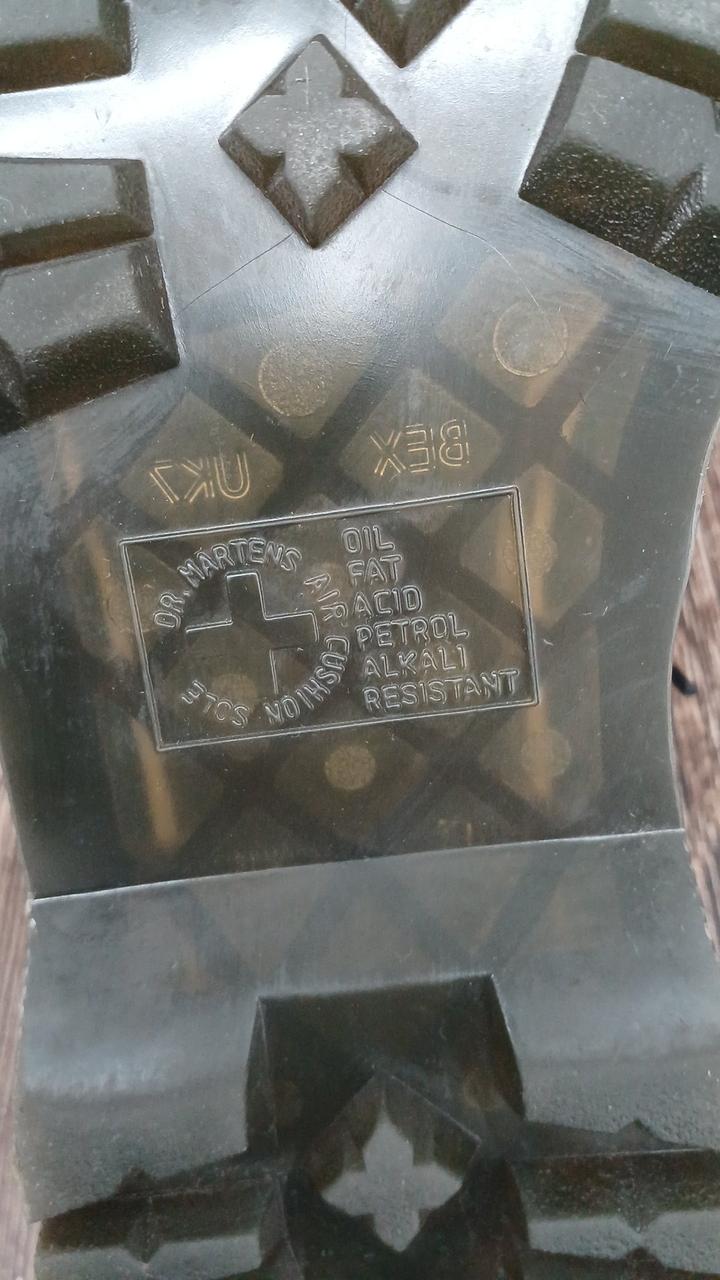 UK7
BEX
DR. MARTENS AIR CUSHION SOLE
OIL
FAT
ACID
PETROL
ALKALI
RESISTANT